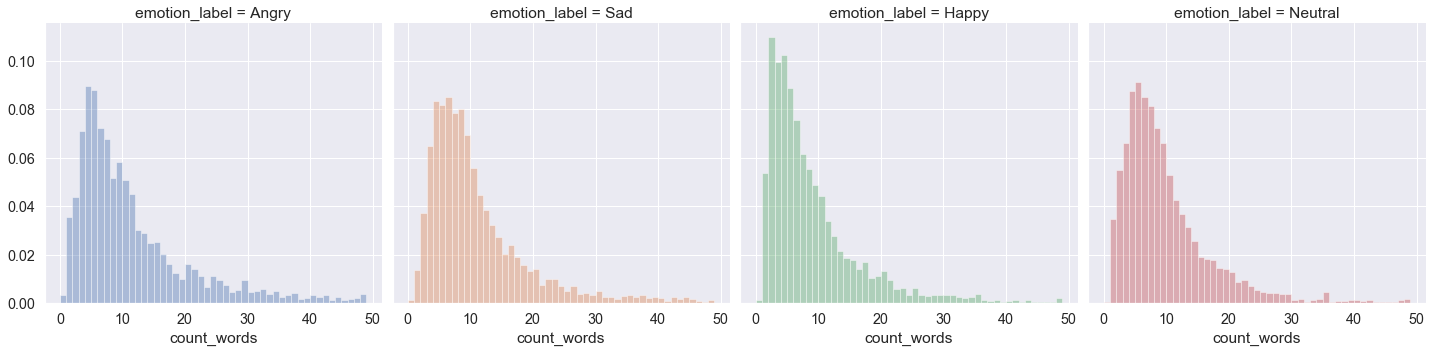 emotion_label = Angry
emotion_label = Sad
emotion_label = Happy
emotion_label = Neutral
0.10
0.08
0.06
0.04
0.02
0.00
0 10 20 30 40 50
0 10 20 30 40 50
0 10 20 30 40 50
0 10 20 30 40 50
count_words
count_words
count_words
count_words